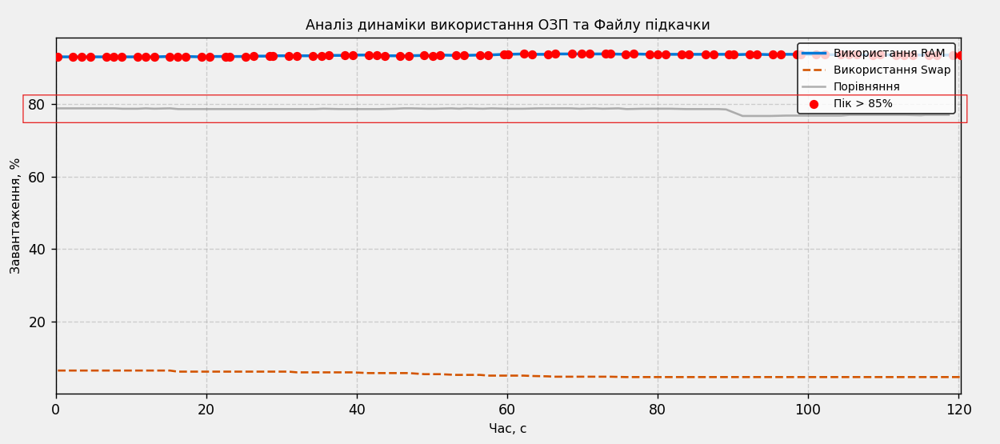 Аналіз динаміки використання ОЗП та Файлу підкачки
Використання RAM
Використання Swap
Порівняння
Пік > 85%
Завантаження, %
80
60
40
20
0 20 40 60 80 100 120
Час, с